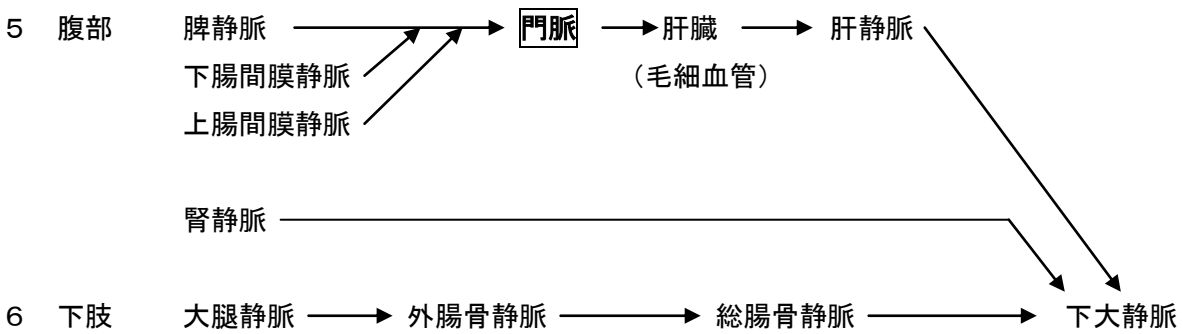 5 腹部 脾静脈 門脈 肝臓 肝静脈
下腸間膜静脈 (毛細血管)
上腸間膜静脈
腎静脈
6 下肢 大腿静脈 外腸骨静脈 総腸骨静脈 下大静脈